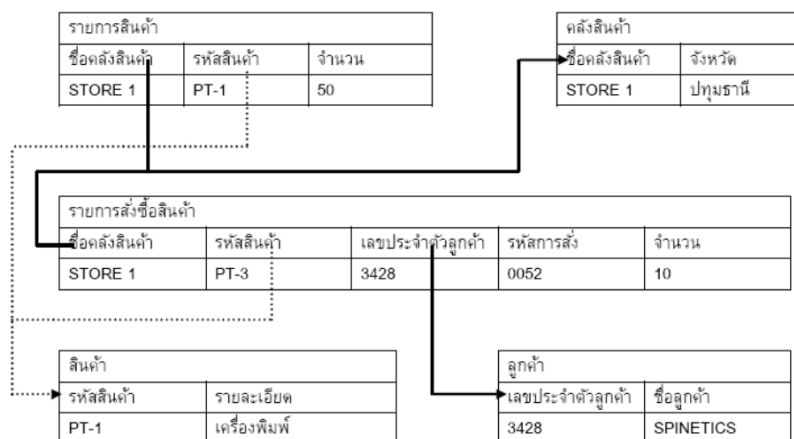 รายการสินค้า
ชื่อคลังสินค้า รหัสสินค้า จำนวน
STORE 1 PT-1 50
คลังสินค้า
ชื่อคลังสินค้า จังหวัด
STORE 1 ปทุมธานี
รายการสั่งซื้อสินค้า
ชื่อคลังสินค้า รหัสสินค้า เลขประจำตัวลูกค้า รหัสการสั่ง จำนวน
STORE 1 PT-3 3428 0052 10
สินค้า
รหัสสินค้า รายละเอียด
PT-1 เครื่องพิมพ์
ลูกค้า
เลขประจำตัวลูกค้า ชื่อลูกค้า
3428 SPINETICS